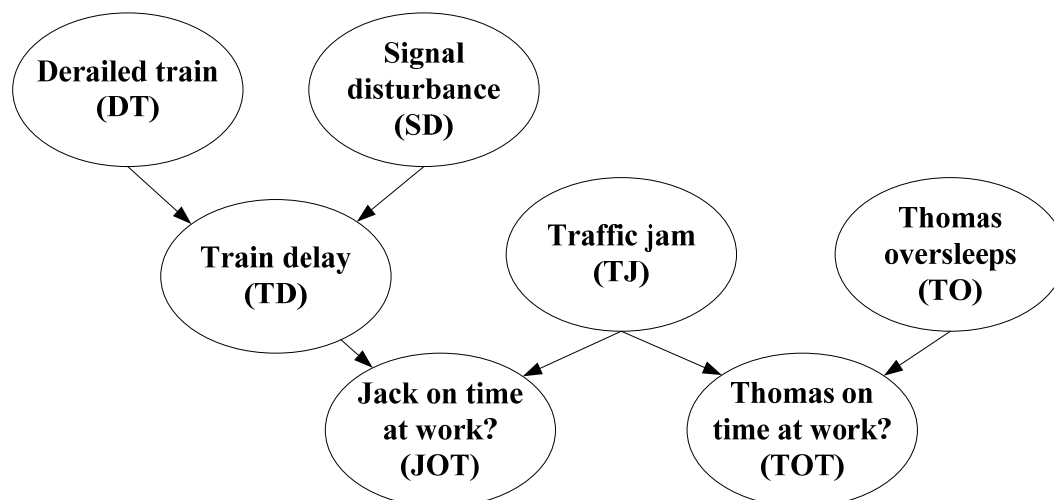 Derailed train
(DT)
Signal
disturbance
(SD)
Train delay
(TD)
Traffic jam
(TJ)
Thomas
oversleeps
(TO)
Jack on time
at work?
(JOT)
Thomas on
time at work?
(TOT)